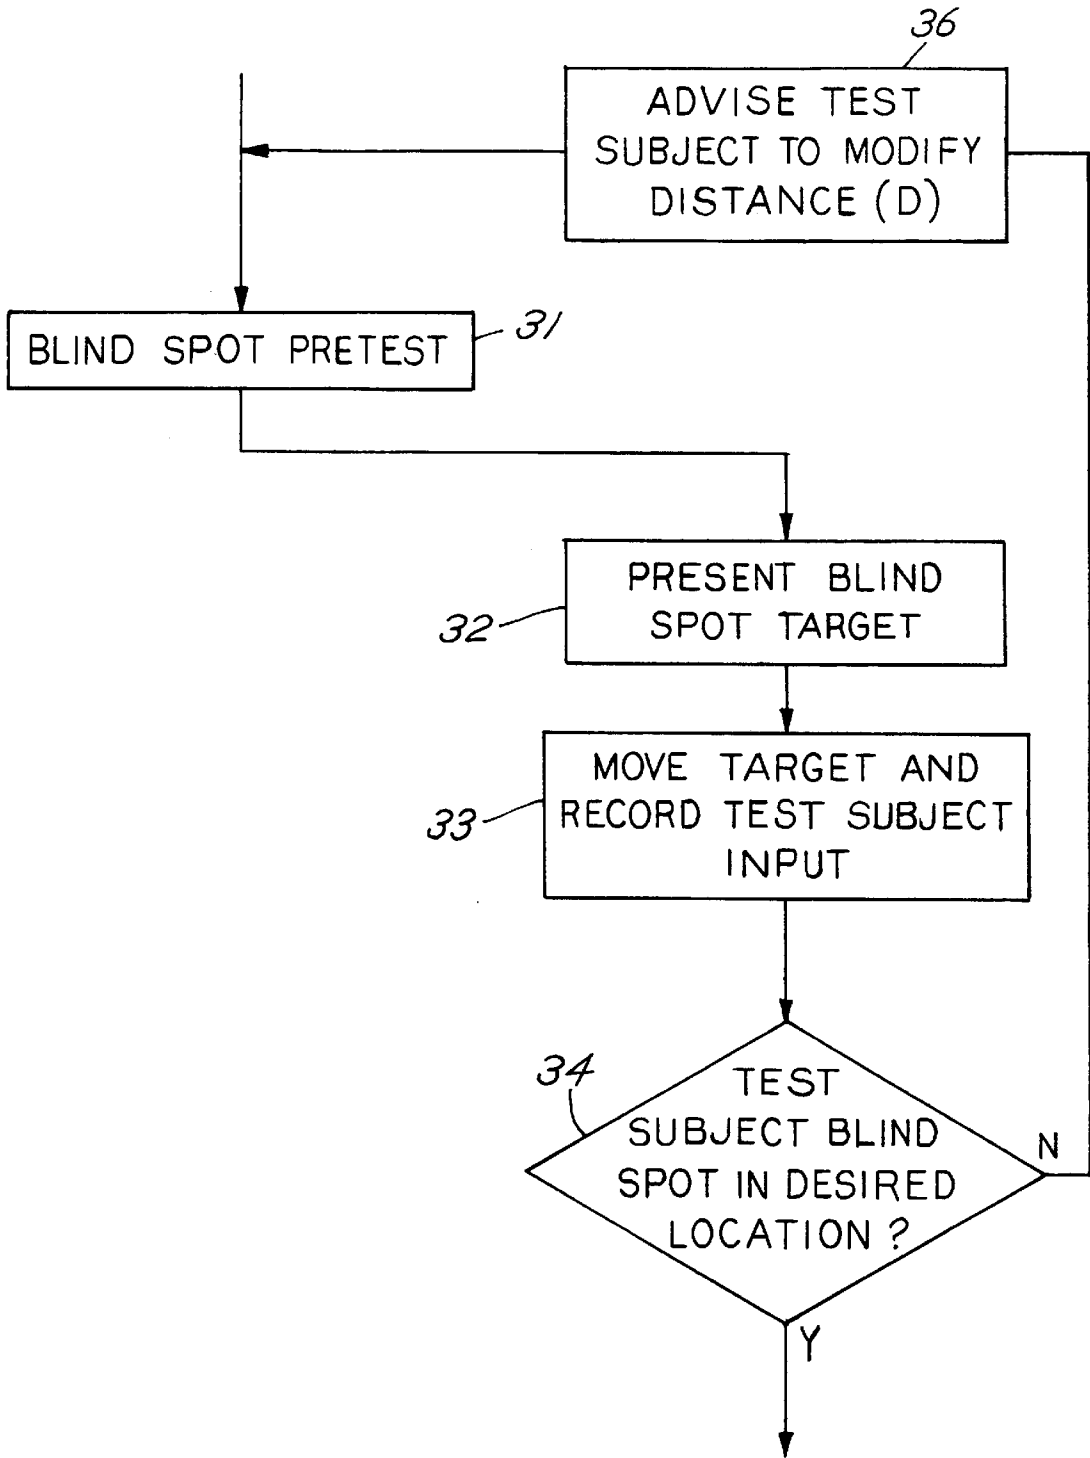 36
ADVISE TEST
SUBJECT TO MODIFY
DISTANCE (D)
31
BLIND SPOT PRETEST
PRESENT BLIND
SPOT TARGET
32
MOVE TARGET AND
RECORD TEST SUBJECT
INPUT
33
34
TEST
SUBJECT BLIND
SPOT IN DESIRED
LOCATION ?
N
Y